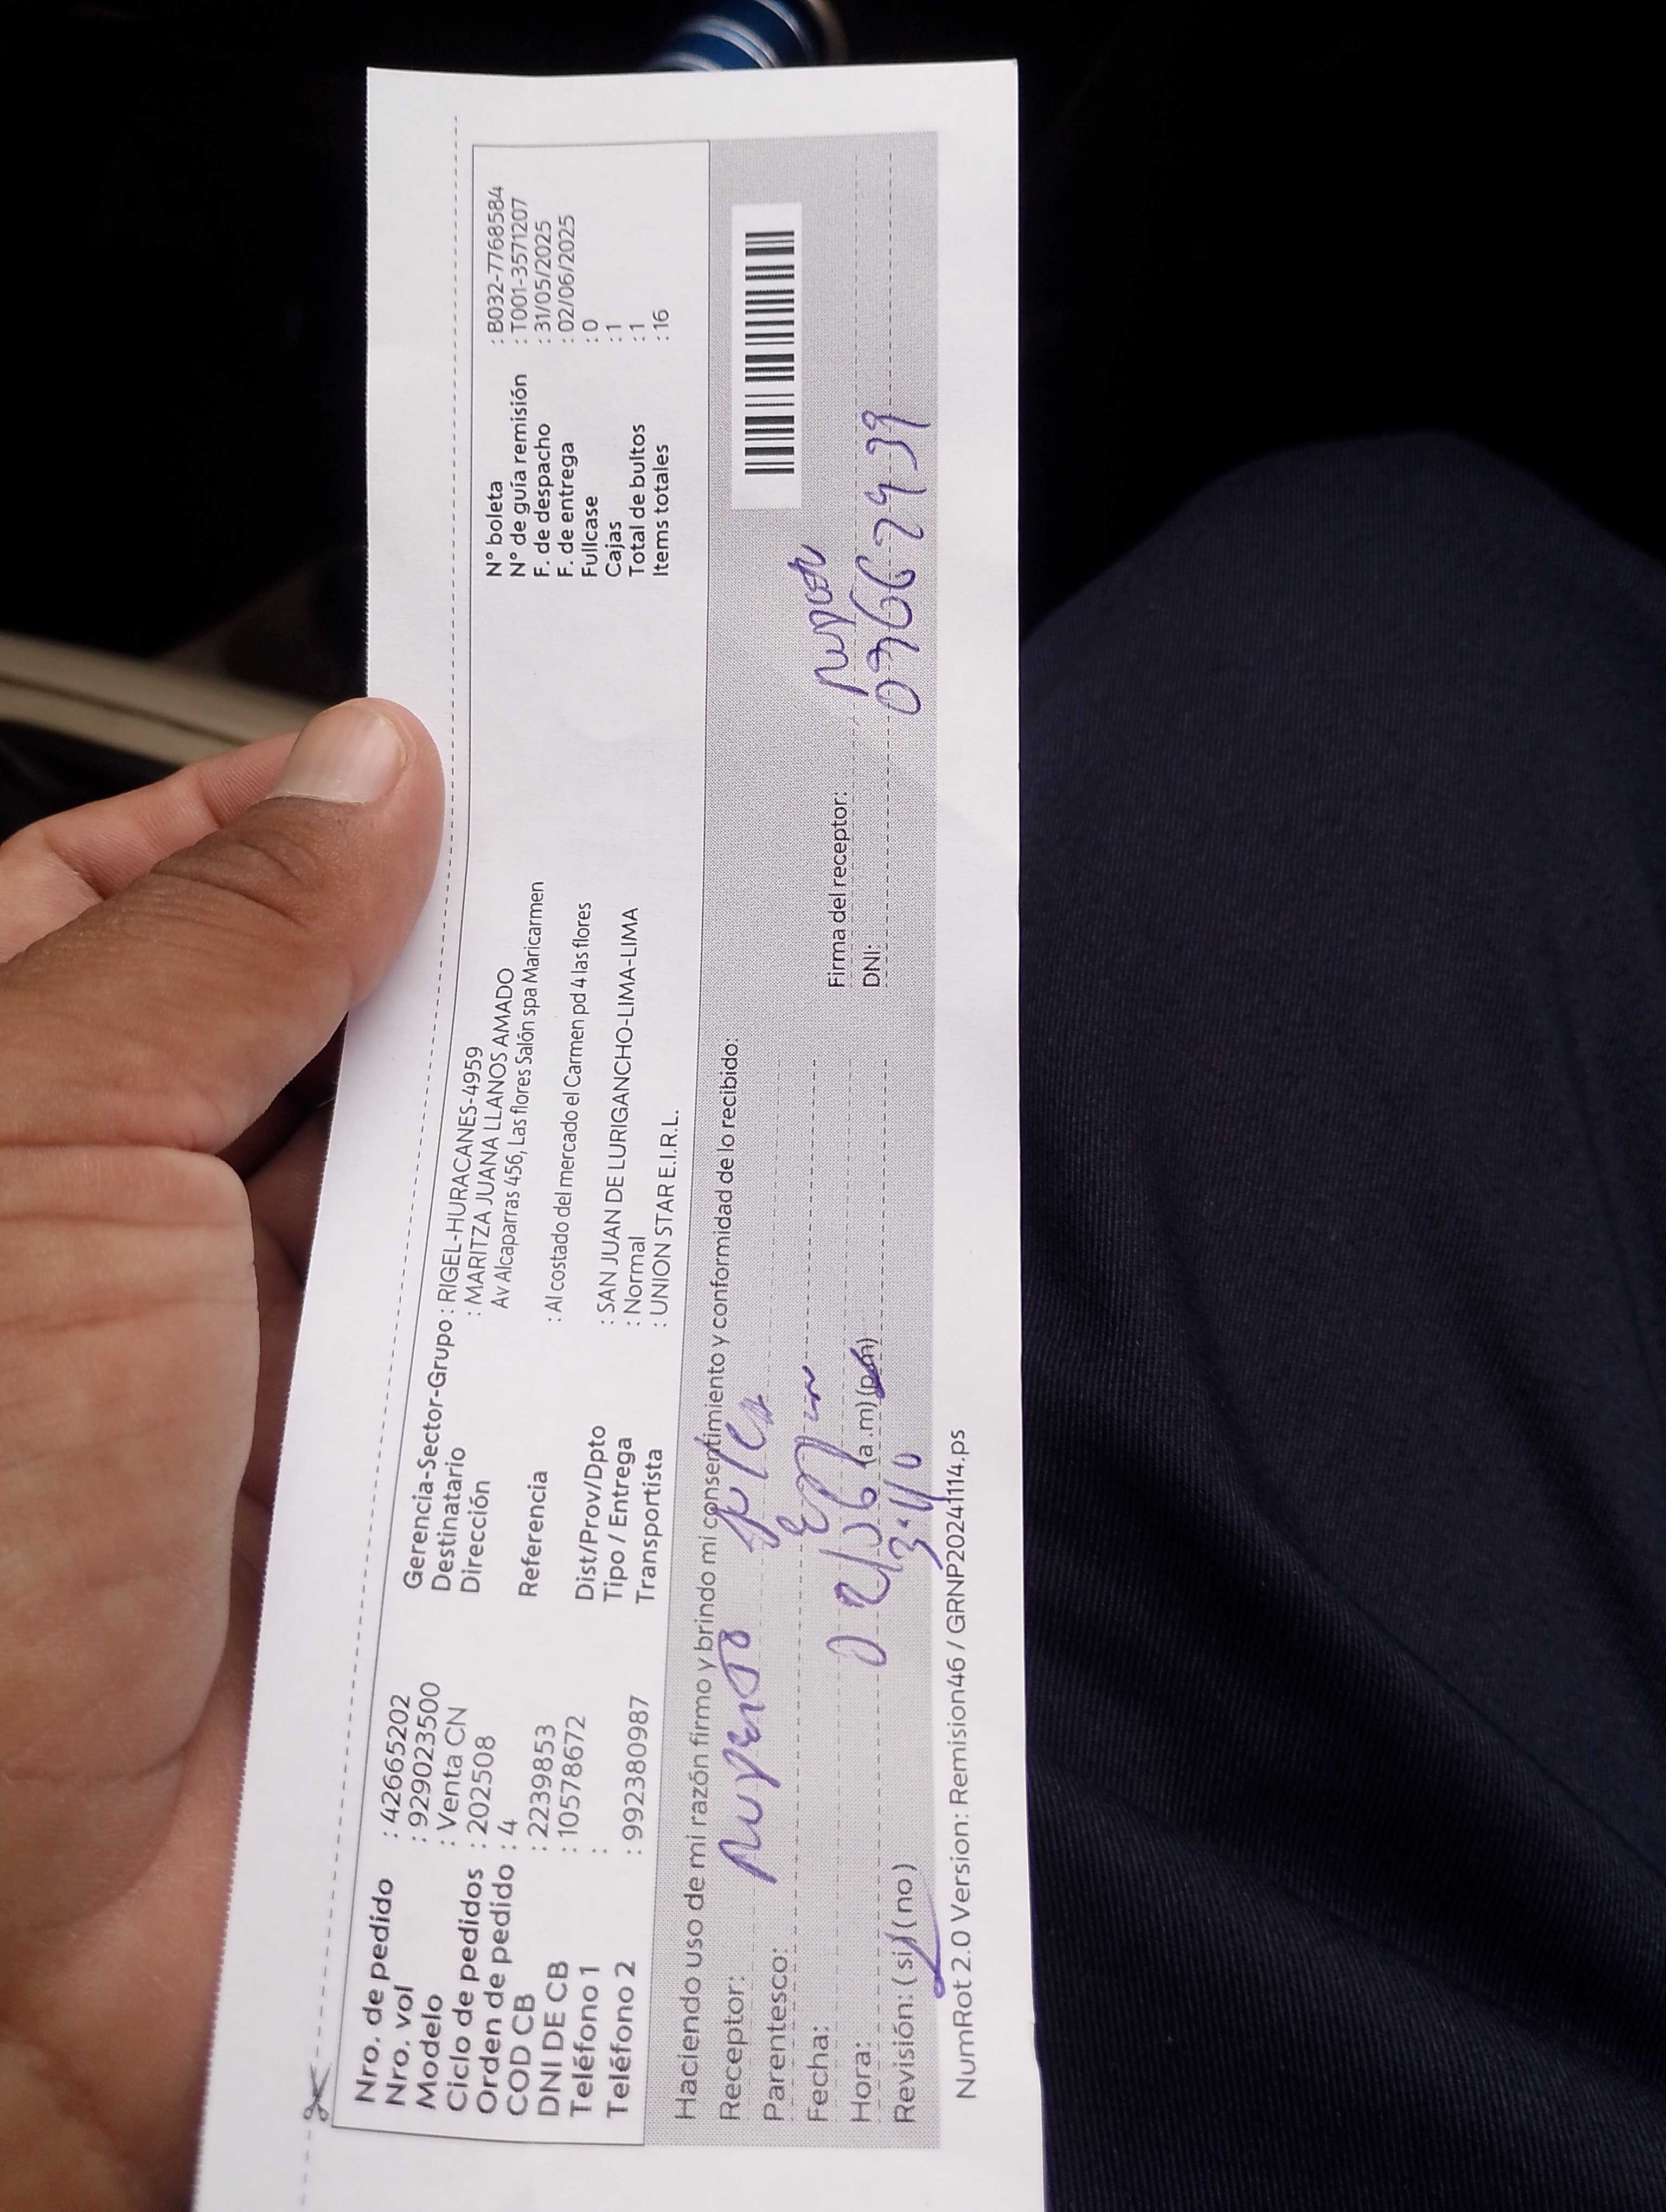 Nro. de pedido : 42665202
Nro. vol : 929023500
Modelo : Venta CN
Ciclo de pedidos : 202508
Orden de pedido : 4
COD CB : 2239853
DNI DE CB : 10578672
Teléfono 1 :
Teléfono 2 : 992380987
Gerencia-Sector-Grupo : RIGEL-HURACANES-4959
Destinatario : MARITZA JUANA LLANOS AMADO
Dirección Av Alcaparras 456, Las flores Salón spa Maricarmen
Referencia : Al costado del mercado el Carmen pd 4 las flores
Dist/Prov/Dpto : SAN JUAN DE LURIGANCHO-LIMA-LIMA
Tipo / Entrega : Normal
Transportista : UNION STAR E.I.R.L.
N° boleta : B032-7768584
N° de guía remisión : T001-3571207
F. de despacho : 31/05/2025
F. de entrega : 02/06/2025
Fullcase : 0
Cajas : 1
Total de bultos : 1
Items totales : 16
Haciendo uso de mi razón firmo y brindo mi consentimiento y conformidad de lo recibido:
Receptor:
Parentesco:
Fecha:
Hora: (a.m) (p.m)
Revisión: (si) (no)
Firma del receptor:
DNI:
NumRot 2.0 Version: Remision46 / GRNP20241114.ps